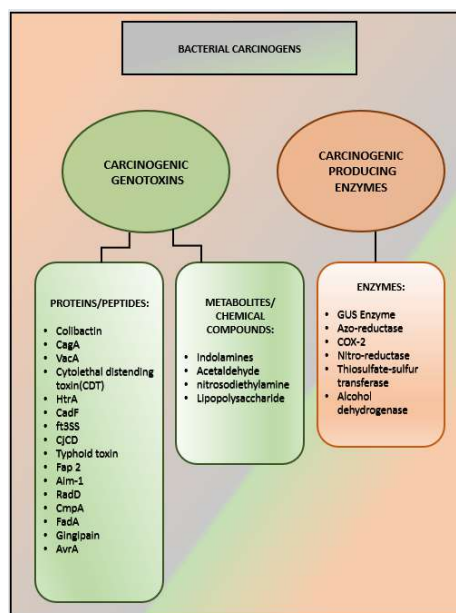 BACTERIAL CARCINOGENS
CARCINOGENIC
GENOTOXINS
CARCINOGENIC
PRODUCING
ENZYMES
PROTEINS/PEPTIDES:
• Colibactin
• CagA
• VacA
• Cytolethal distending
toxin(CDT)
• HtrA
• CadF
• ft3SS
• CjCD
• Typhoid toxin
• Fap 2
• Aim-1
• RadD
• CmpA
• FadA
• Gingipain
• AvrA
METABOLITES/
CHEMICAL
COMPOUNDS:
• Indolamines
• Acetaldehyde
• nitrosodiethylamine
• Lipopolysaccharide
ENZYMES:
• GUS Enzyme
• Azo-reductase
• COX-2
• Nitro-reductase
• Thiosulfate-sulfur
transferase
• Alcohol
dehydrogenase